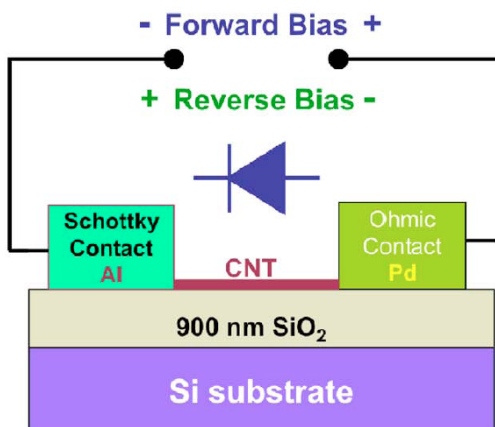 - Forward Bias +
+ Reverse Bias -
Schottky
Contact
Al
CNT
Ohmic
Contact
Pd
900 nm SiO₂
Si substrate